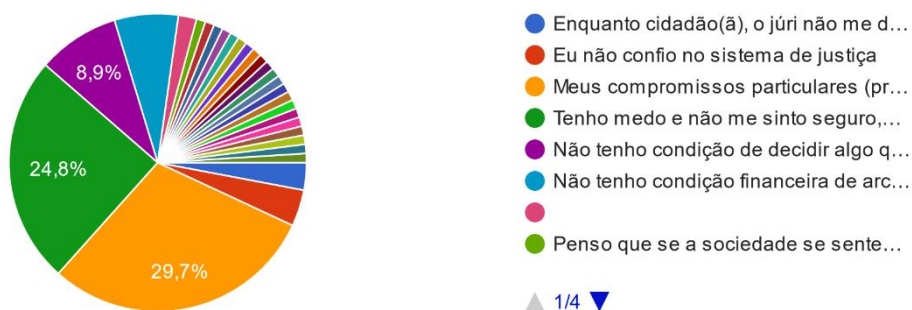 8,9%
24,8%
29,7%
Enquanto cidadão(ã), o júri não me d...
Eu não confio no sistema de justiça
Meus compromissos particulares (pr...
Tenho medo e não me sinto seguro,...
Não tenho condição de decidir algo q...
Não tenho condição financeira de arc...
Penso que se a sociedade se sente...
1/4